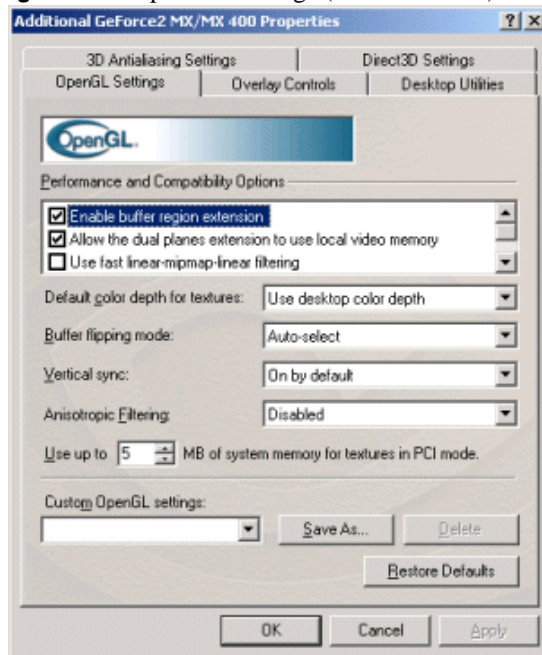 Additional GeForce2 MX/MX 400 Properties
3D Antialiasing Settings Direct3D Settings
OpenGL Settings Overlay Controls Desktop Utilities
OpenGL.
Performance and Compatibility Options
Enable buffer region extension
Allow the dual planes extension to use local video memory
Use fast linear-mipmap-linear filtering
Default color depth for textures: Use desktop color depth
Buffer flipping mode: Auto-select
Vertical sync: On by default
Anisotropic Filtering: Disabled
Use up to 5 MB of system memory for textures in PCI mode.
Custom OpenGL settings:
Save As... Delete
Restore Defaults
OK Cancel Apply